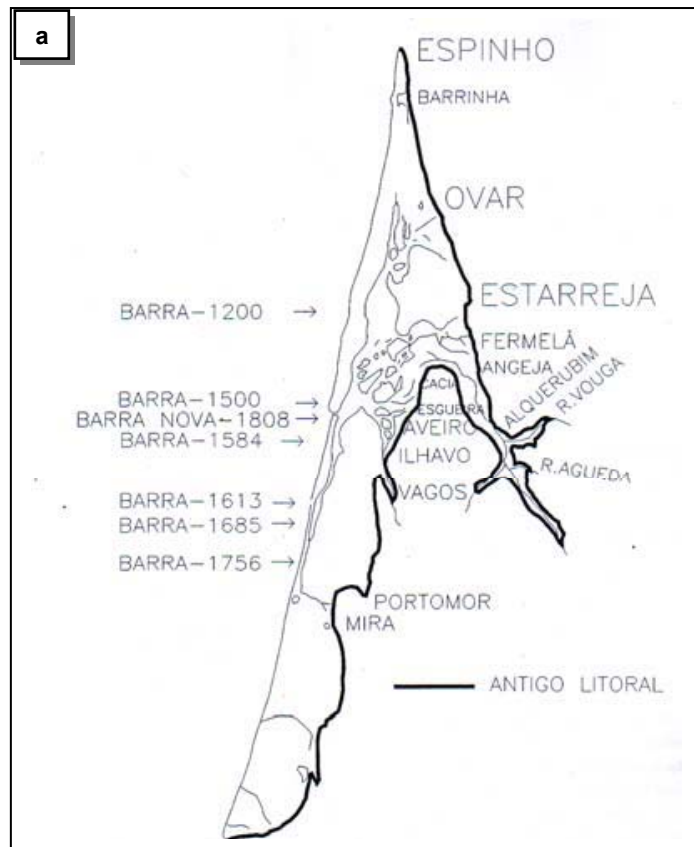 a
ESPINHO
BARRINHA
OVAR
BARRA-1200 →
ESTARREJA
FERMELÃ
ANGEJA
CACIA
ALQUERUBIM
R.VOUGA
BARRA-1500 →
ESGUEIRA
BARRA NOVA-1808 →
AVEIRO
BARRA-1584 →
ILHAVO
R.AGUEDA
VAGOS
BARRA-1613 →
BARRA-1685 →
BARRA-1756 →
PORTOMOR
MIRA
ANTIGO LITORAL